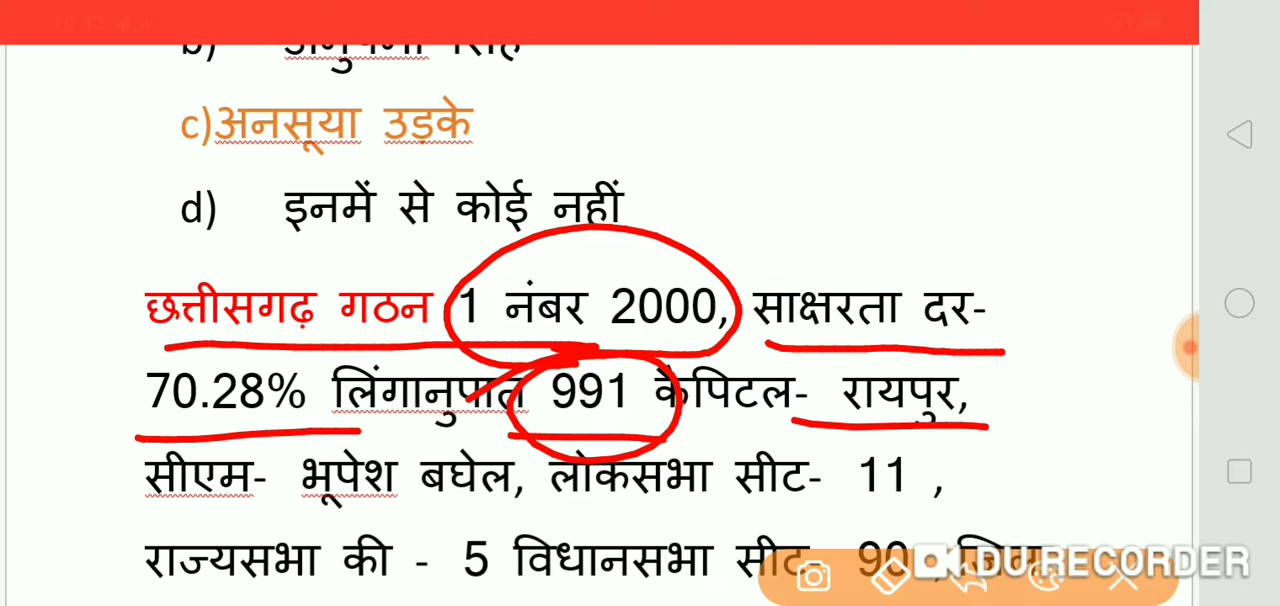 c)अनसूया उड़के
d) इनमें से कोई नहीं
छत्तीसगढ़ गठन 1 नंबर 2000, साक्षरता दर-
70.28% लिंगानुपात 991 कैपिटल- रायपुर,
सीएम- भूपेश बघेल, लोकसभा सीट- 11 ,
राज्यसभा की - 5 विधानसभा सीट- 90 ,
DU RECORDER